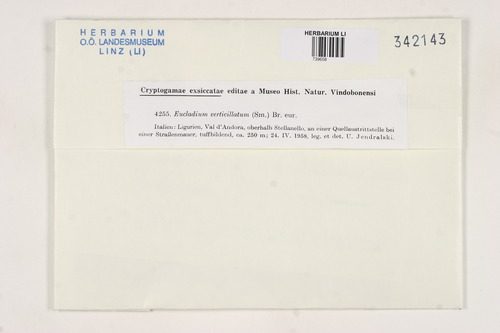 HERBARIUM
O.Ö. LANDESMUSEUM
LINZ (LI)
HERBARIUM LI
342143
Cryptogamae exsiccatae editae a Museo Hist. Natur. Vindobonensi
4255. Eucladium verticillatum (Sm.) Br. eur.
Italien: Ligurien, Val d'Andora, oberhalb Stellanello, an einer Quellaustrittstelle bei
einer Straßenmauer, tuffbildend, ca. 250 m; 24. IV. 1958, leg. et det. U. Jendralski.